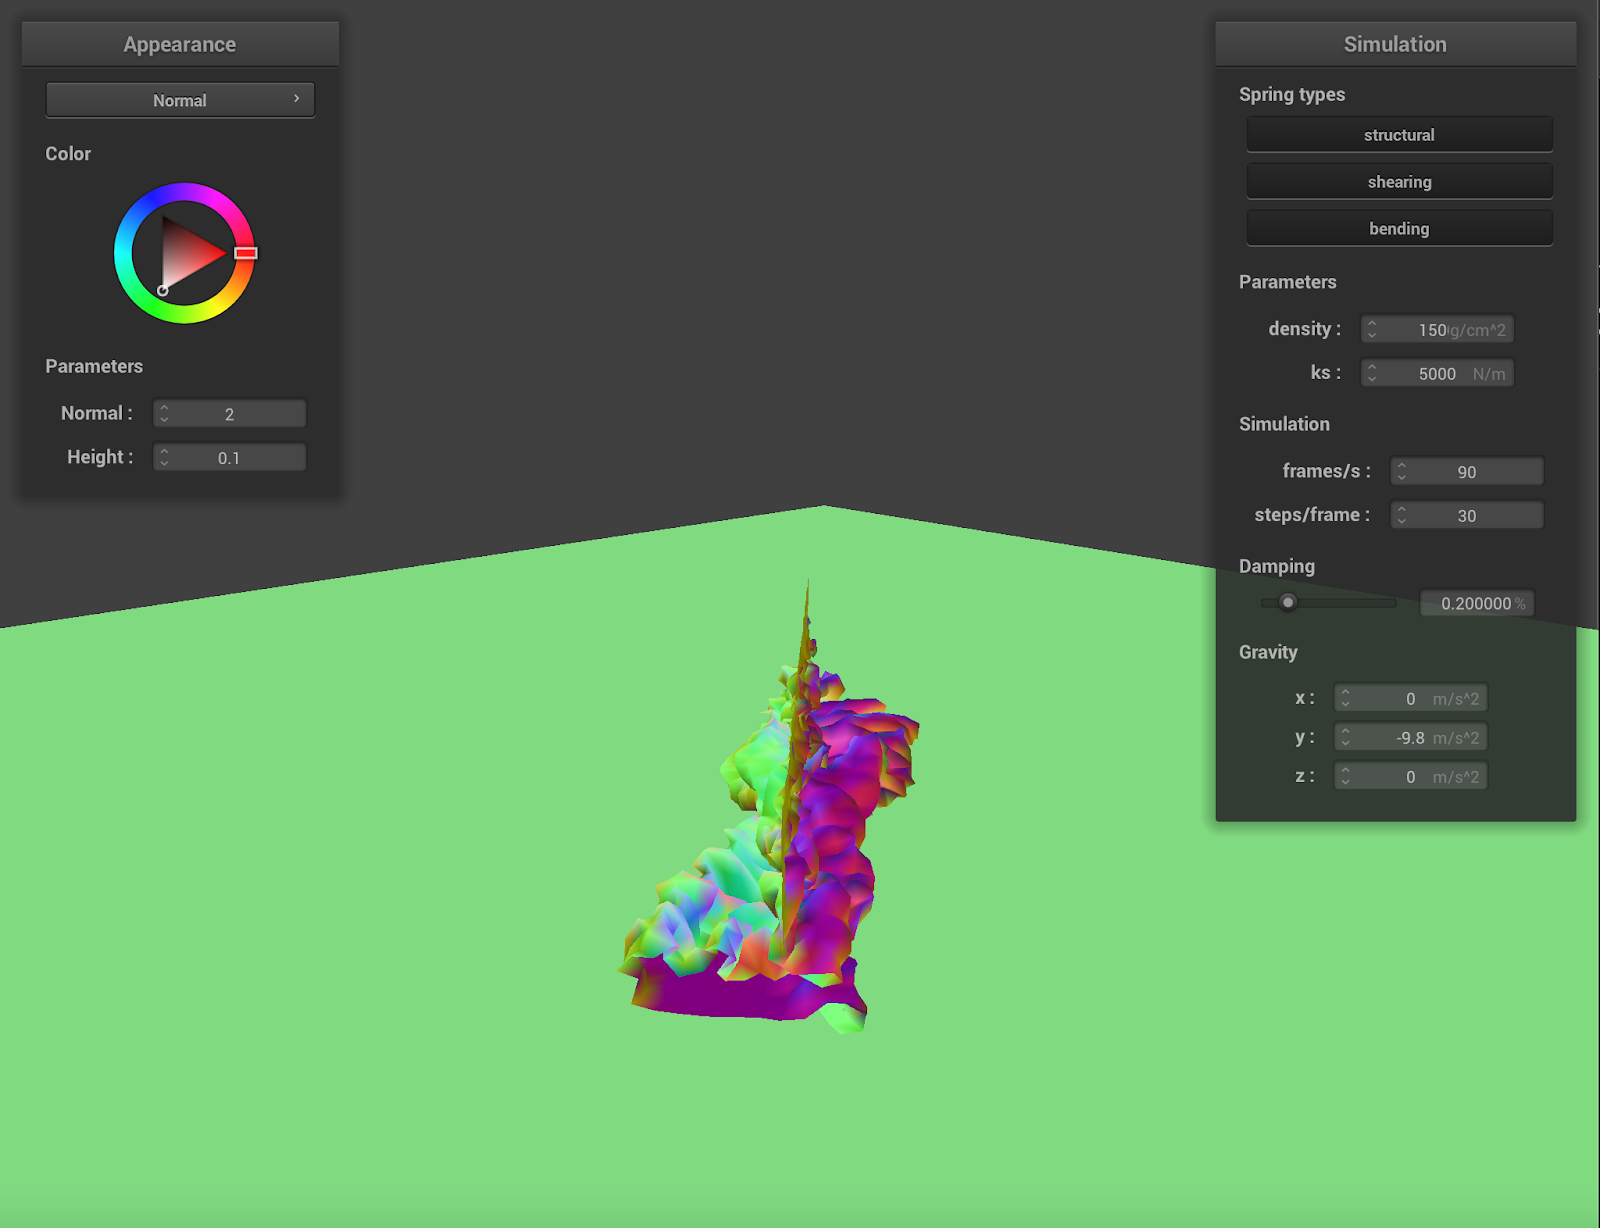 Appearance
Normal
Color
Parameters
Normal : 2
Height : 0.1
Simulation
Spring types
structural
shearing
bending
Parameters
density : 150 g/cm^2
ks : 5000 N/m
Simulation
frames/s : 90
steps/frame : 30
Damping
0.200000 %
Gravity
x : 0 m/s^2
y : -9.8 m/s^2
z : 0 m/s^2